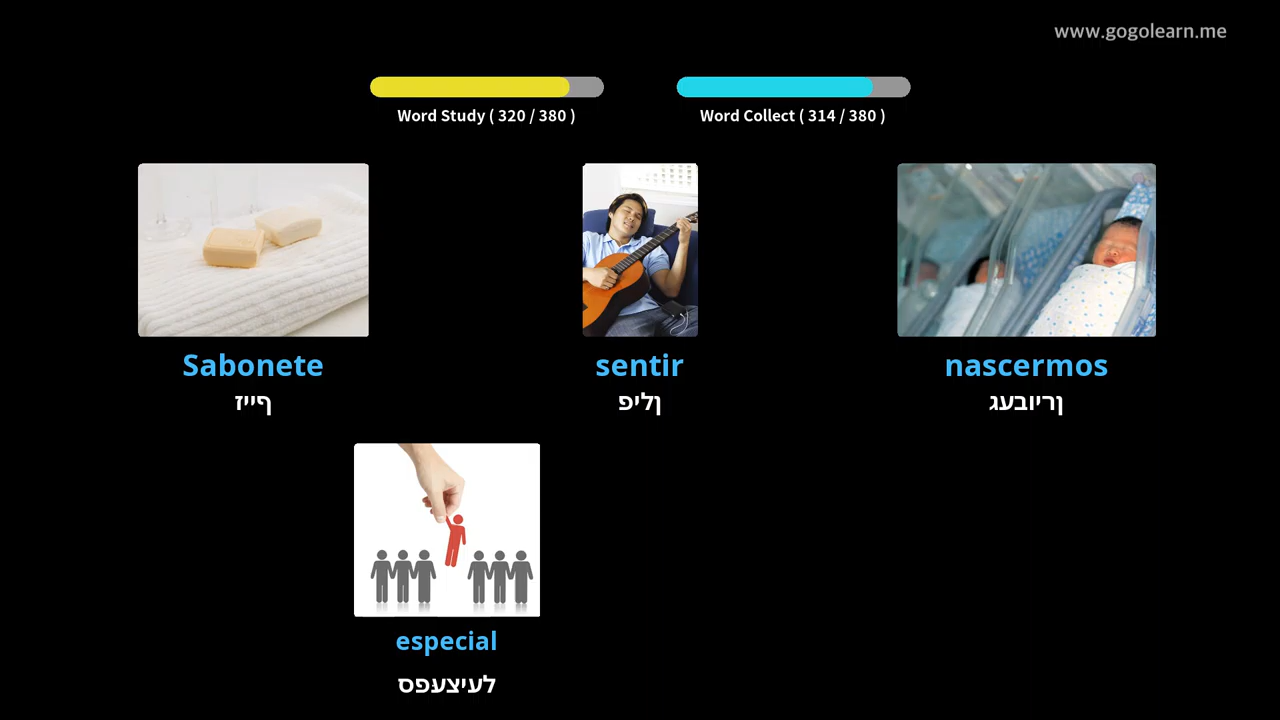 www.gogolearn.me
Word Study ( 320 / 380 )
Word Collect ( 314 / 380 )
Sabonete
זייף
sentir
פילן
nascermos
געבוירן
especial
ספּעציעל